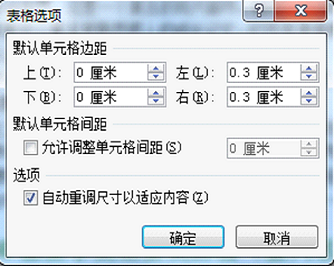 表格选项
默认单元格边距
上(T): 0 厘米 左(L): 0.3 厘米
下(B): 0 厘米 右(R): 0.3 厘米
默认单元格间距
允许调整单元格间距(S) 0 厘米
选项
自动重调尺寸以适应内容(Z)
确定 取消